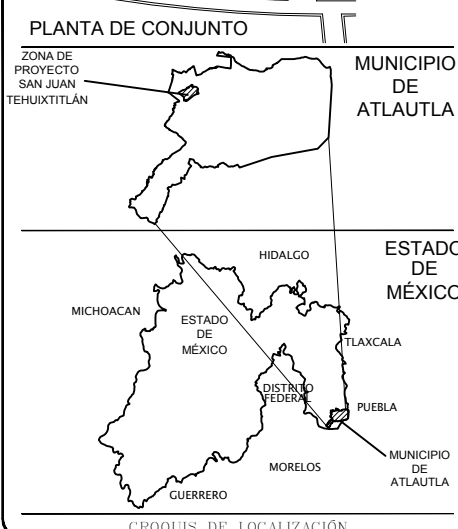 PLANTA DE CONJUNTO
ZONA DE
PROYECTO
SAN JUAN
TEHUIXTITLÁN
MUNICIPIO
DE
ATLAUTLA
HIDALGO
ESTADO
DE
MÉXICO
MICHOACAN
ESTADO
DE
MÉXICO
TLAXCALA
DISTRITO
FEDERAL
PUEBLA
MUNICIPIO
DE
ATLAUTLA
MORELOS
GUERRERO
CROQUIS DE LOCALIZACIÓN